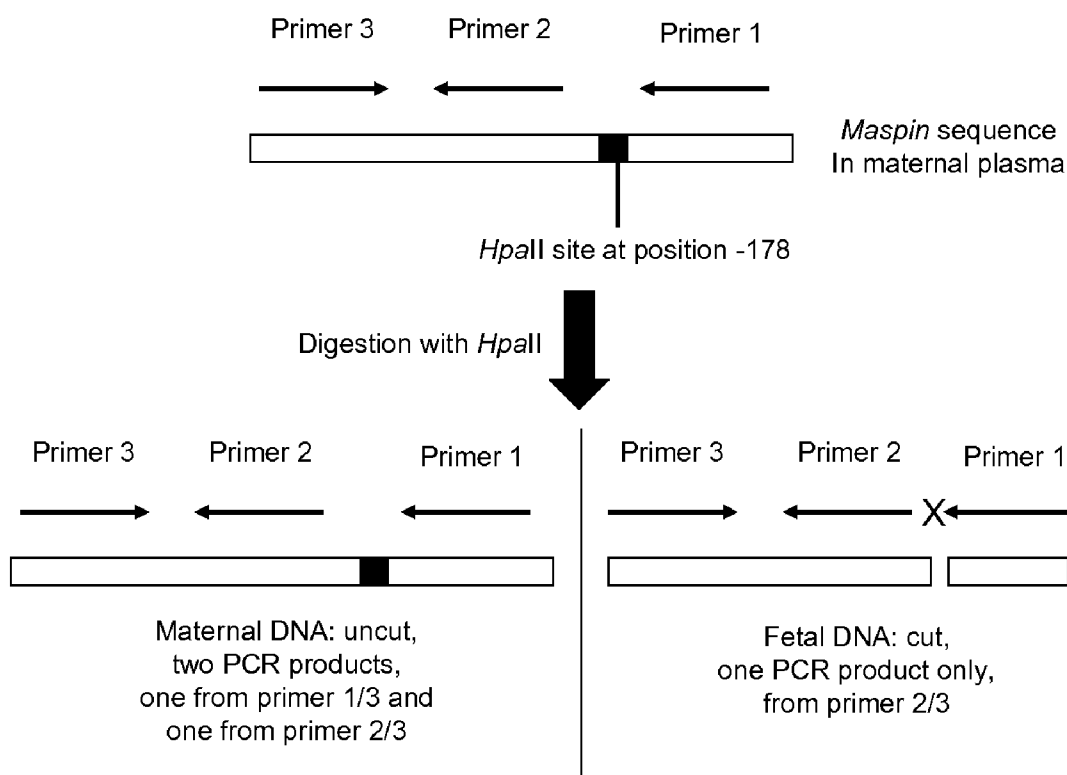 Primer 3 Primer 2 Primer 1
Maspin sequence
In maternal plasma
HpaII site at position -178
Digestion with HpaII
Primer 3 Primer 2 Primer 1
Primer 3 Primer 2 Primer 1
X
Maternal DNA: uncut,
two PCR products,
one from primer 1/3 and
one from primer 2/3
Fetal DNA: cut,
one PCR product only,
from primer 2/3